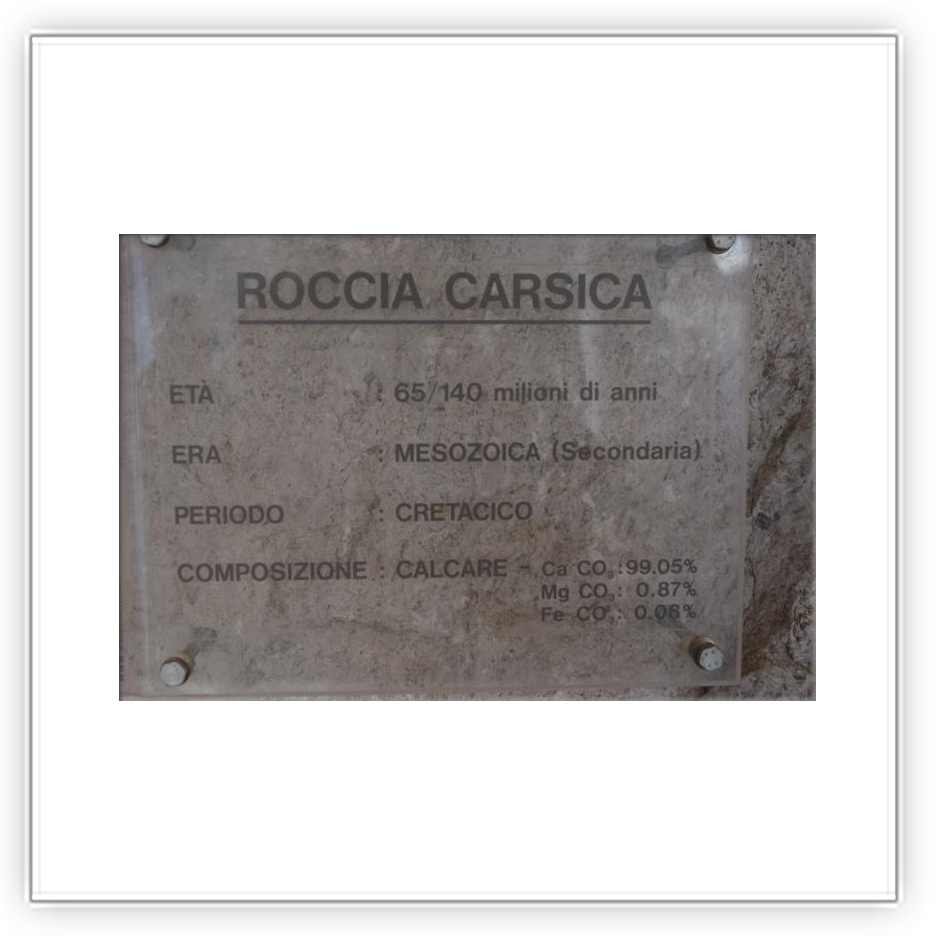 ROCCIA CARSICA
ETÀ : 65/140 milioni di anni
ERA : MESOZOICA (Secondaria)
PERIODO : CRETACICO
COMPOSIZIONE : CALCARE - Ca CO₃:99.05%
Mg CO₃: 0.87%
Fe CO₃: 0.08%